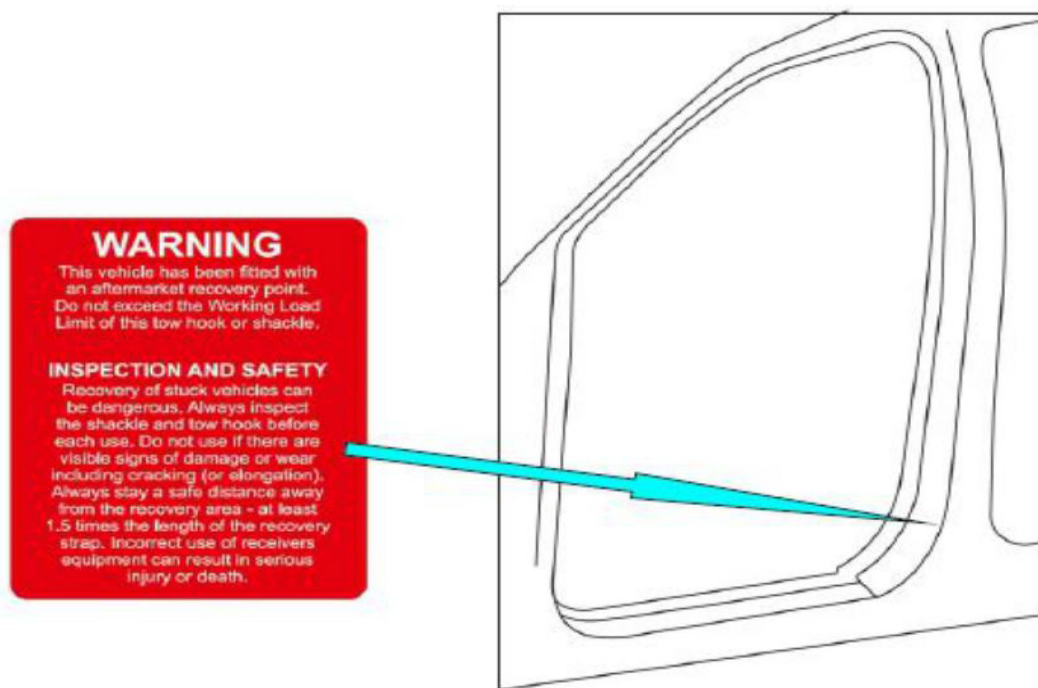 WARNING
This vehicle has been fitted with
an aftermarket recovery point.
Do not exceed the Working Load
Limit of this tow hook or shackle.
INSPECTION AND SAFETY
Recovery of stuck vehicles can
be dangerous. Always inspect
the shackle and tow hook before
each use. Do not use if there are
visible signs of damage or wear
including cracking (or elongation).
Always stay a safe distance away
from the recovery area - at least
1.5 times the length of the recovery
strap. Incorrect use of receivers
equipment can result in serious
injury or death.